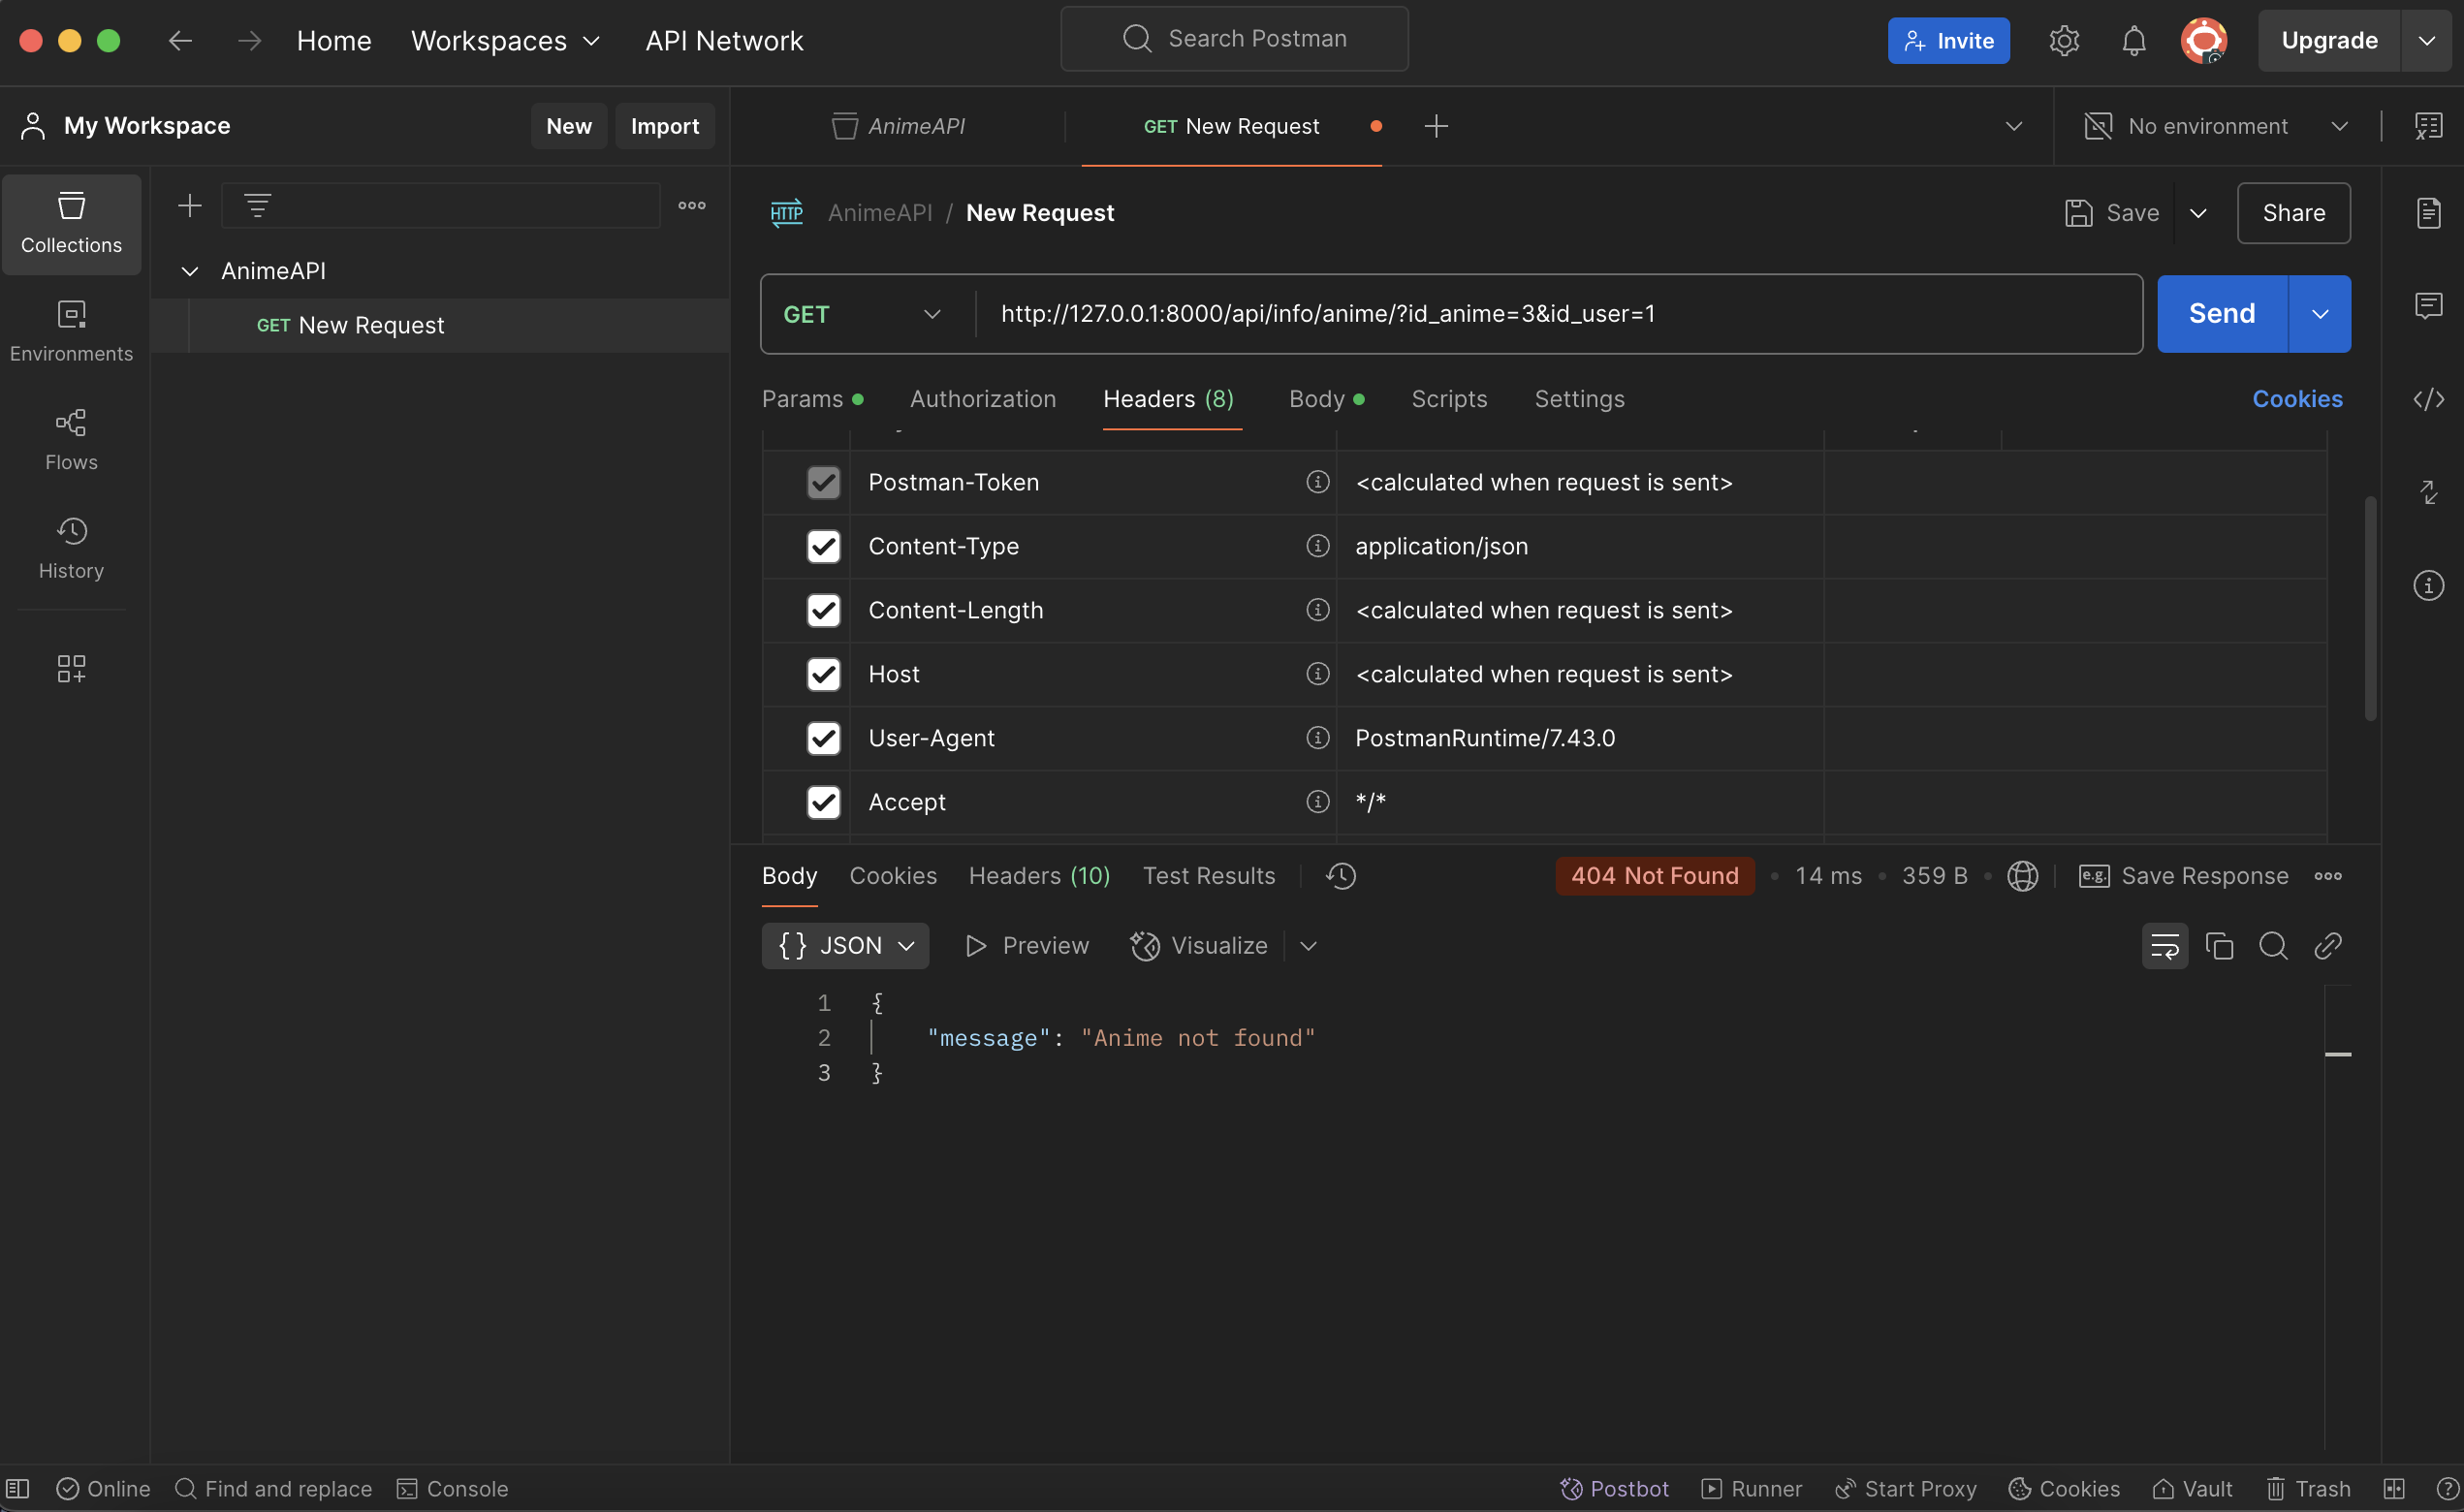 Home Workspaces API Network Search Postman Invite Upgrade
My Workspace New Import AnimeAPI GET New Request No environment
Collections
AnimeAPI
GET New Request
Environments
Flows
History
HTTP AnimeAPI / New Request Save Share
GET http://127.0.0.1:8000/api/info/anime/?id_anime=3&id_user=1 Send
Params Authorization Headers (8) Body Scripts Settings Cookies
Postman-Token <calculated when request is sent>
Content-Type application/json
Content-Length <calculated when request is sent>
Host <calculated when request is sent>
User-Agent PostmanRuntime/7.43.0
Accept */*
Body Cookies Headers (10) Test Results 404 Not Found • 14 ms • 359 B • e.g. Save Response
{} JSON Preview Visualize
1 {
2 "message": "Anime not found"
3 }
Online Find and replace Console Postbot Runner Start Proxy Cookies Vault Trash